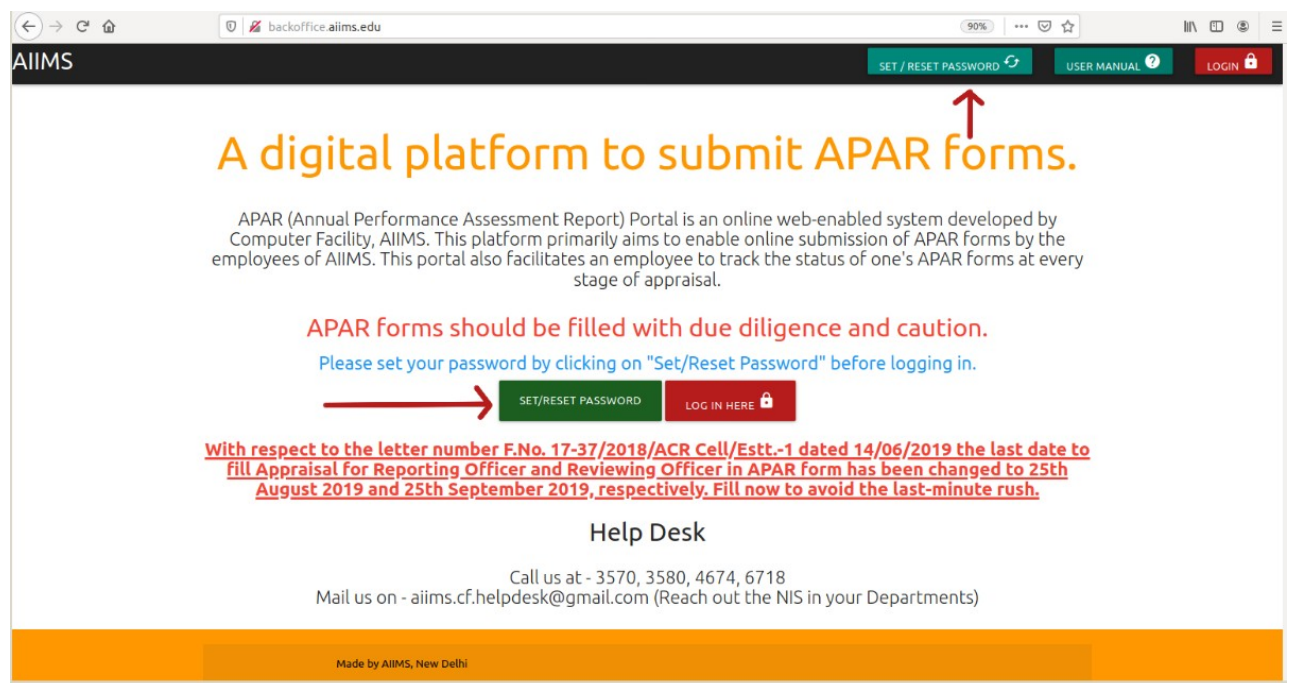 backoffice.aiims.edu
90%
AIIMS
SET / RESET PASSWORD
USER MANUAL
LOGIN
A digital platform to submit APAR forms.
APAR (Annual Performance Assessment Report) Portal is an online web-enabled system developed by
Computer Facility, AIIMS. This platform primarily aims to enable online submission of APAR forms by the
employees of AIIMS. This portal also facilitates an employee to track the status of one's APAR forms at every
stage of appraisal.
APAR forms should be filled with due diligence and caution.
Please set your password by clicking on "Set/Reset Password" before logging in.
SET/RESET PASSWORD
LOG IN HERE
With respect to the letter number F.No. 17-37/2018/ACR Cell/Estt.-1 dated 14/06/2019 the last date to
fill Appraisal for Reporting Officer and Reviewing Officer in APAR form has been changed to 25th
August 2019 and 25th September 2019, respectively. Fill now to avoid the last-minute rush.
Help Desk
Call us at - 3570, 3580, 4674, 6718
Mail us on - aiims.cf.helpdesk@gmail.com (Reach out the NIS in your Departments)
Made by AIIMS, New Delhi